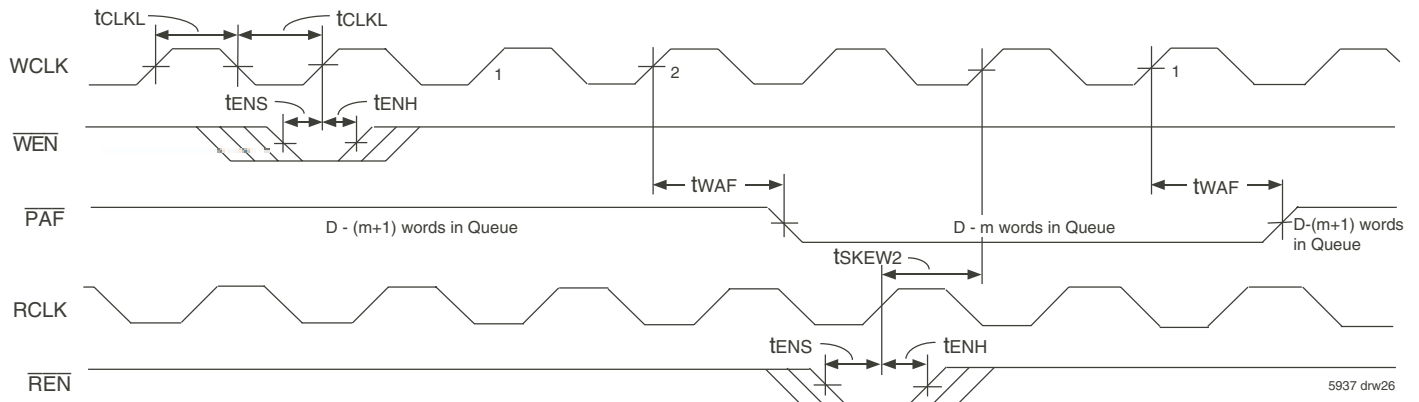 tCLKL tCLKL
WCLK 1 2 1
tENS tENH
WEN
tWAF tWAF
PAF D - (m+1) words in Queue D - m words in Queue D-(m+1) words
in Queue
tSKEW2
RCLK
tENS tENH
REN
5937 drw26